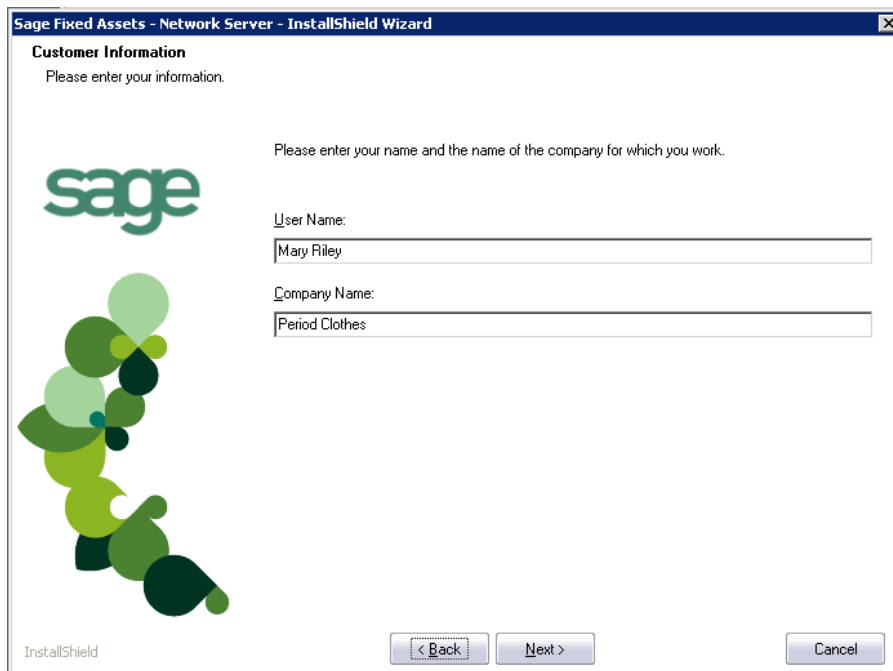 Sage Fixed Assets - Network Server - InstallShield Wizard
Customer Information
Please enter your information.
Please enter your name and the name of the company for which you work.
sage
User Name:
Mary Riley
Company Name:
Period Clothes
InstallShield
< Back
Next >
Cancel